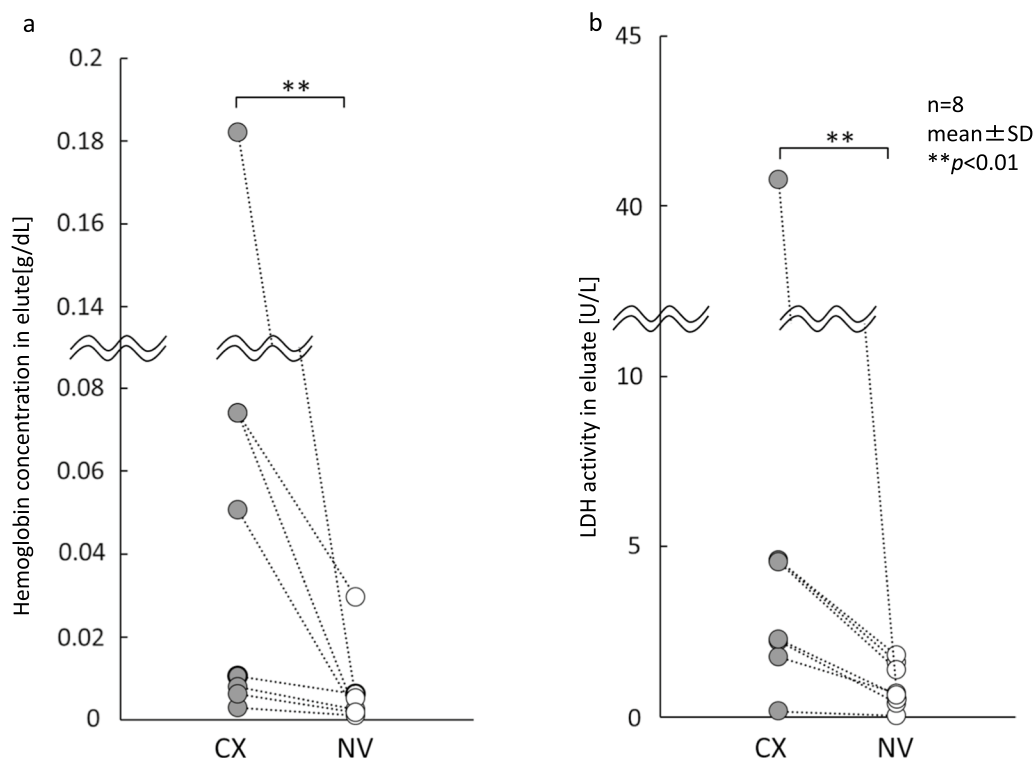 a
0.2
0.18
0.16
0.14
0.08
0.06
0.04
0.02
0
Hemoglobin concentration in elute[g/dL]
**
CX
NV
b
45
40
10
5
0
LDH activity in eluate [U/L]
**
CX
NV
n=8
mean±SD
**p<0.01